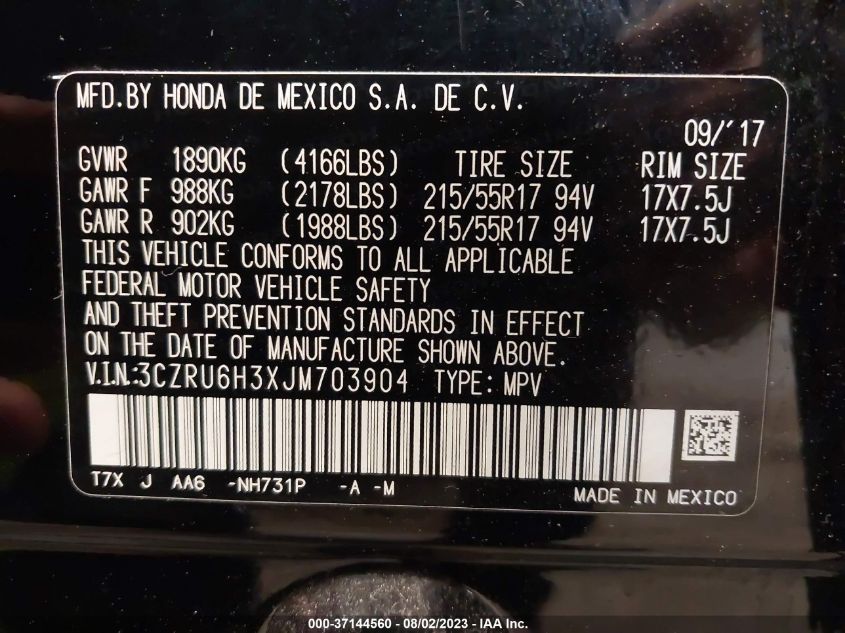 MFD.BY HONDA DE MEXICO S.A. DE C.V.
09/'17
GVWR 1890KG (4166LBS) TIRE SIZE RIM SIZE
GAWR F 988KG (2178LBS) 215/55R17 94V 17X7.5J
GAWR R 902KG (1988LBS) 215/55R17 94V 17X7.5J
THIS VEHICLE CONFORMS TO ALL APPLICABLE
FEDERAL MOTOR VEHICLE SAFETY
AND THEFT PREVENTION STANDARDS IN EFFECT
ON THE DATE OF MANUFACTURE SHOWN ABOVE.
V.I.N:3CZRU6H3XJM703904 TYPE: MPV
T7X J AA6 -NH731P -A -M
MADE IN MEXICO
000-37144560 - 08/02/2023 - IAA Inc.